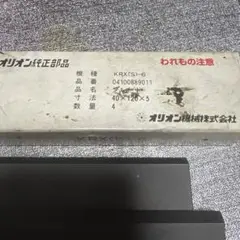 オリオン純正部品
われもの注意
機種 KRX(S)-6
品番 04100869011
品名
寸法 40×126×5
数量 4
オリオン機械株式会社